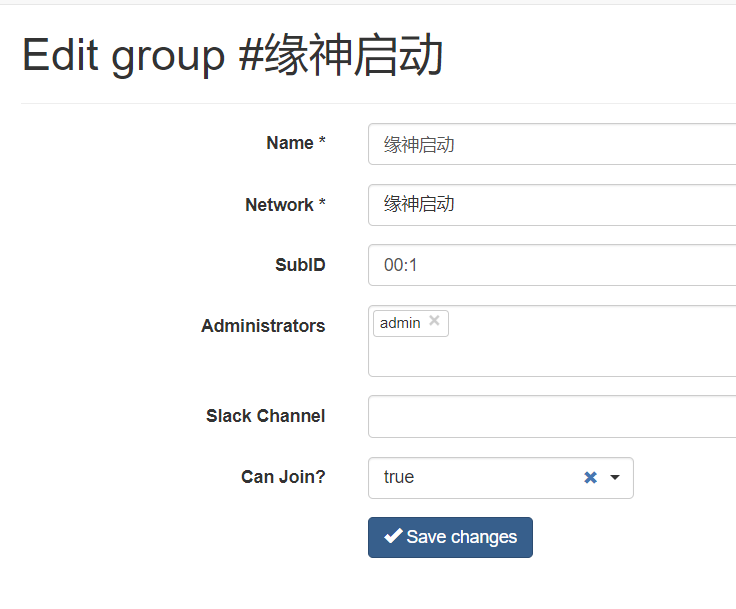 Edit group #缘神启动
Name *
缘神启动
Network *
缘神启动
SubID
00:1
Administrators
admin
Slack Channel
Can Join?
true
Save changes